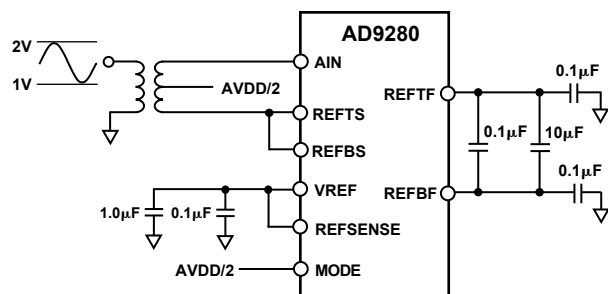 AD9280
2V
1V
AIN
AVDD/2
REFTS
REFBS
VREF
REFSENSE
MODE
AVDD/2
1.0µF
0.1µF
REFTF
REFBF
0.1µF
0.1µF
10µF
0.1µF